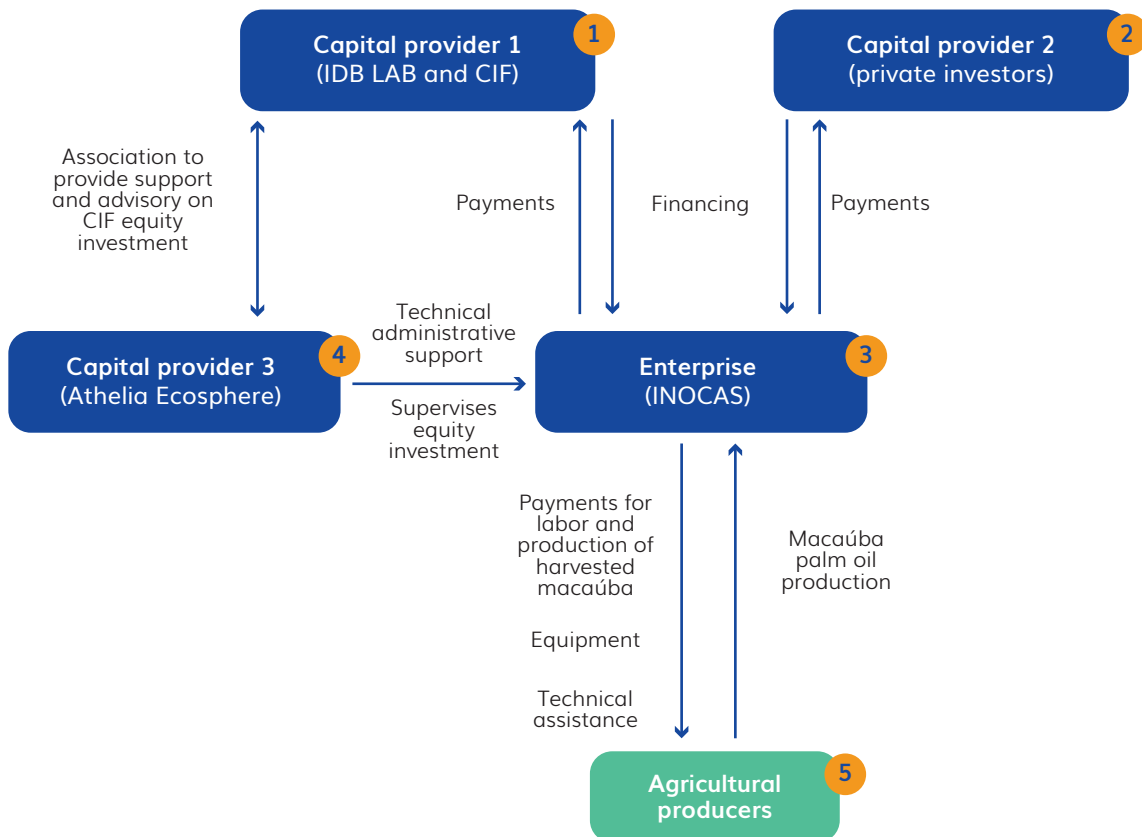 Capital provider 1
(IDB LAB and CIF)
1
Capital provider 2
(private investors)
2
Association to
provide support
and advisory on
CIF equity
investment
Payments
Financing
Payments
Capital provider 3
(Athelia Ecosphere)
4
Technical
administrative
support
Supervises
equity
investment
Enterprise
(INOCAS)
3
Payments for
labor and
production of
harvested
macaúba
Equipment
Technical
assistance
Macaúba
palm oil
production
Agricultural
producers
5